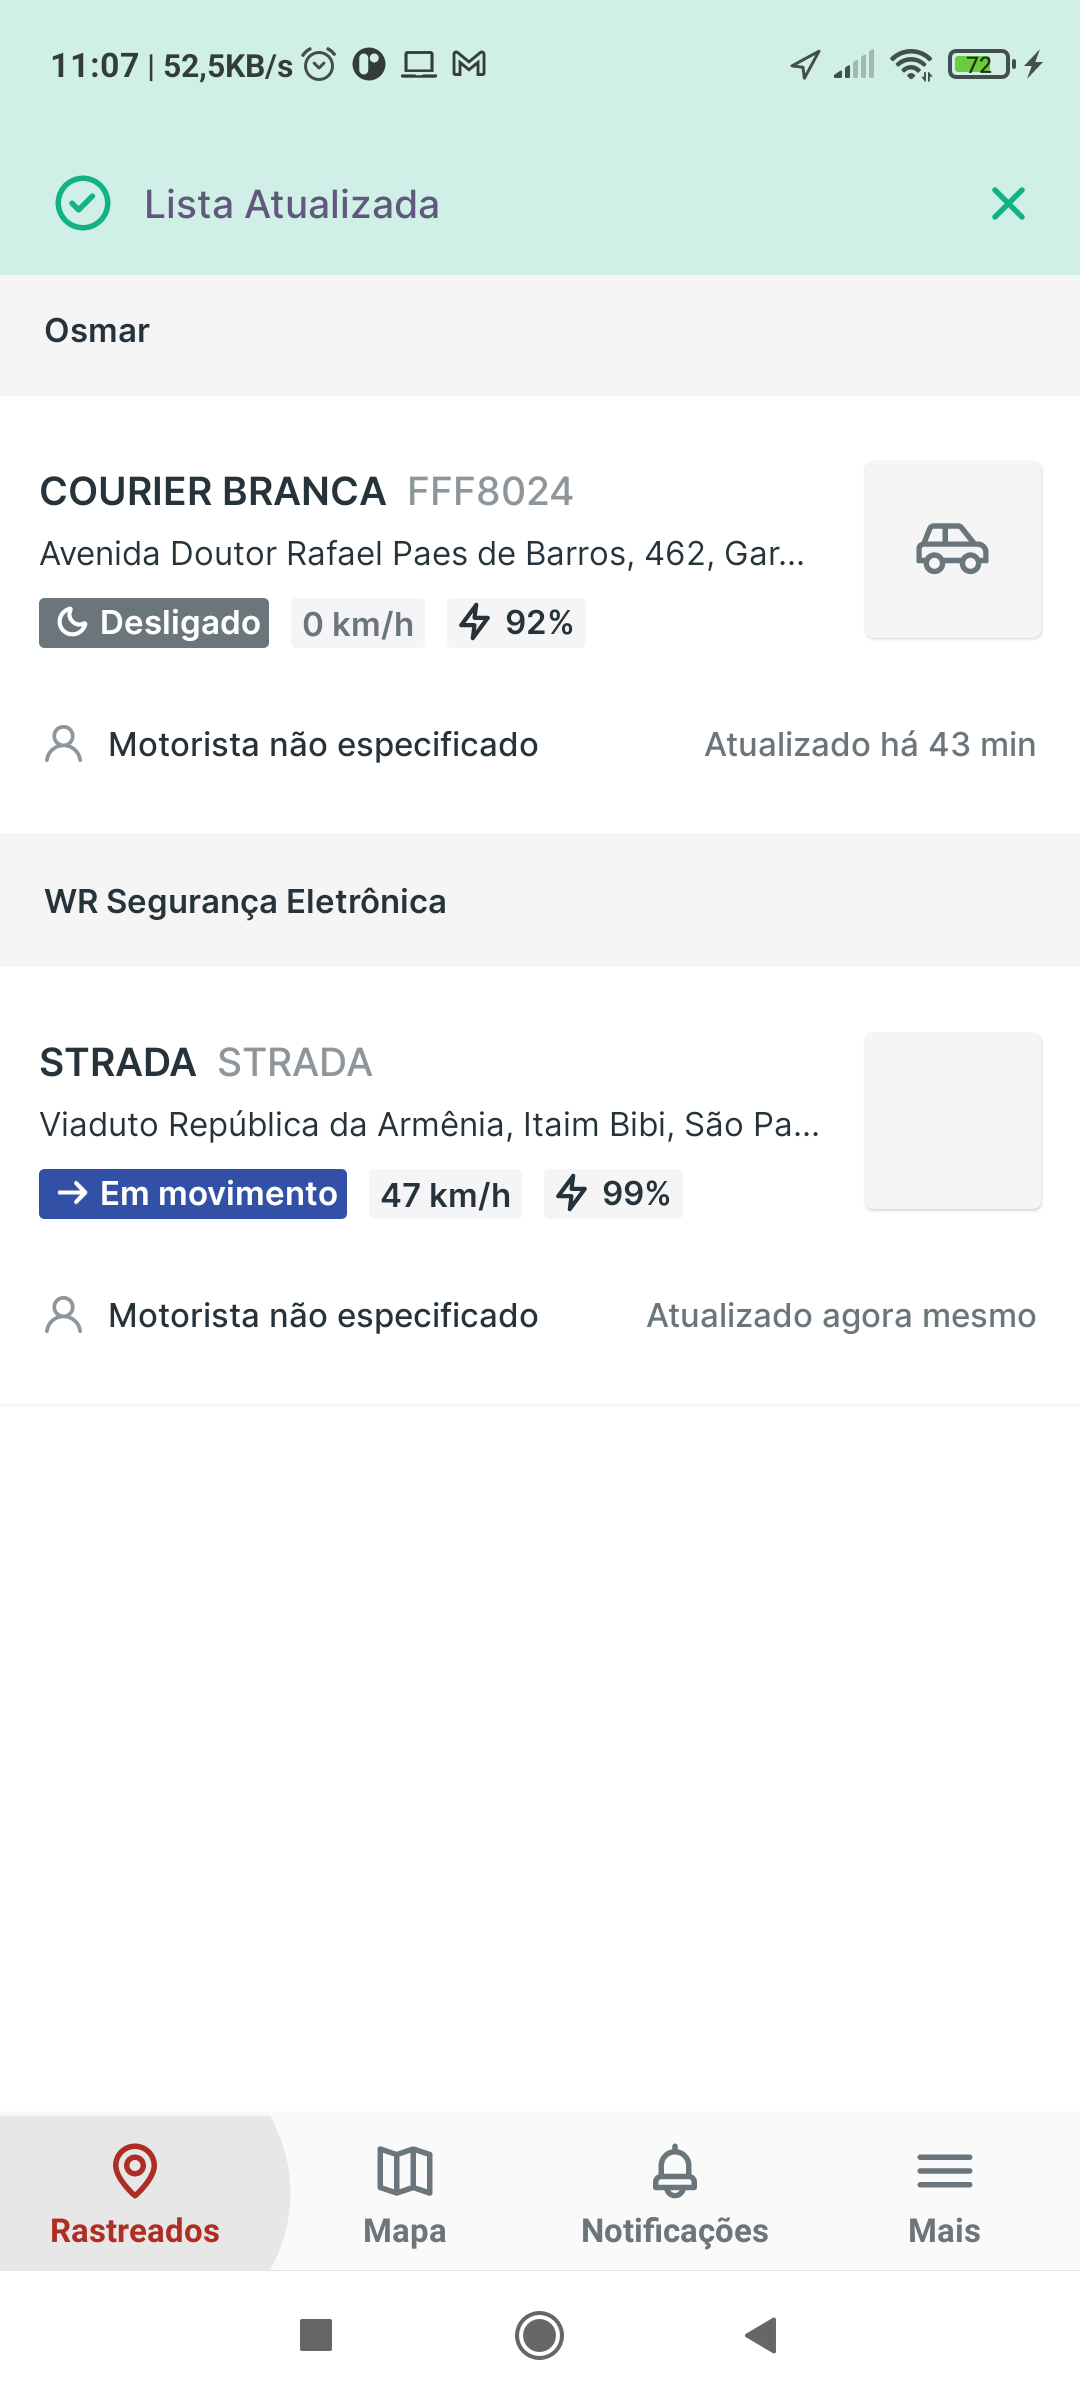 11:07 | 52,5KB/s 72
Lista Atualizada
Osmar
COURIER BRANCA FFF8024
Avenida Doutor Rafael Paes de Barros, 462, Gar...
Desligado 0 km/h 92%
Motorista não especificado Atualizado há 43 min
WR Segurança Eletrônica
STRADA STRADA
Viaduto República da Armênia, Itaim Bibi, São Pa...
Em movimento 47 km/h 99%
Motorista não especificado Atualizado agora mesmo
Rastreados Mapa Notificações Mais